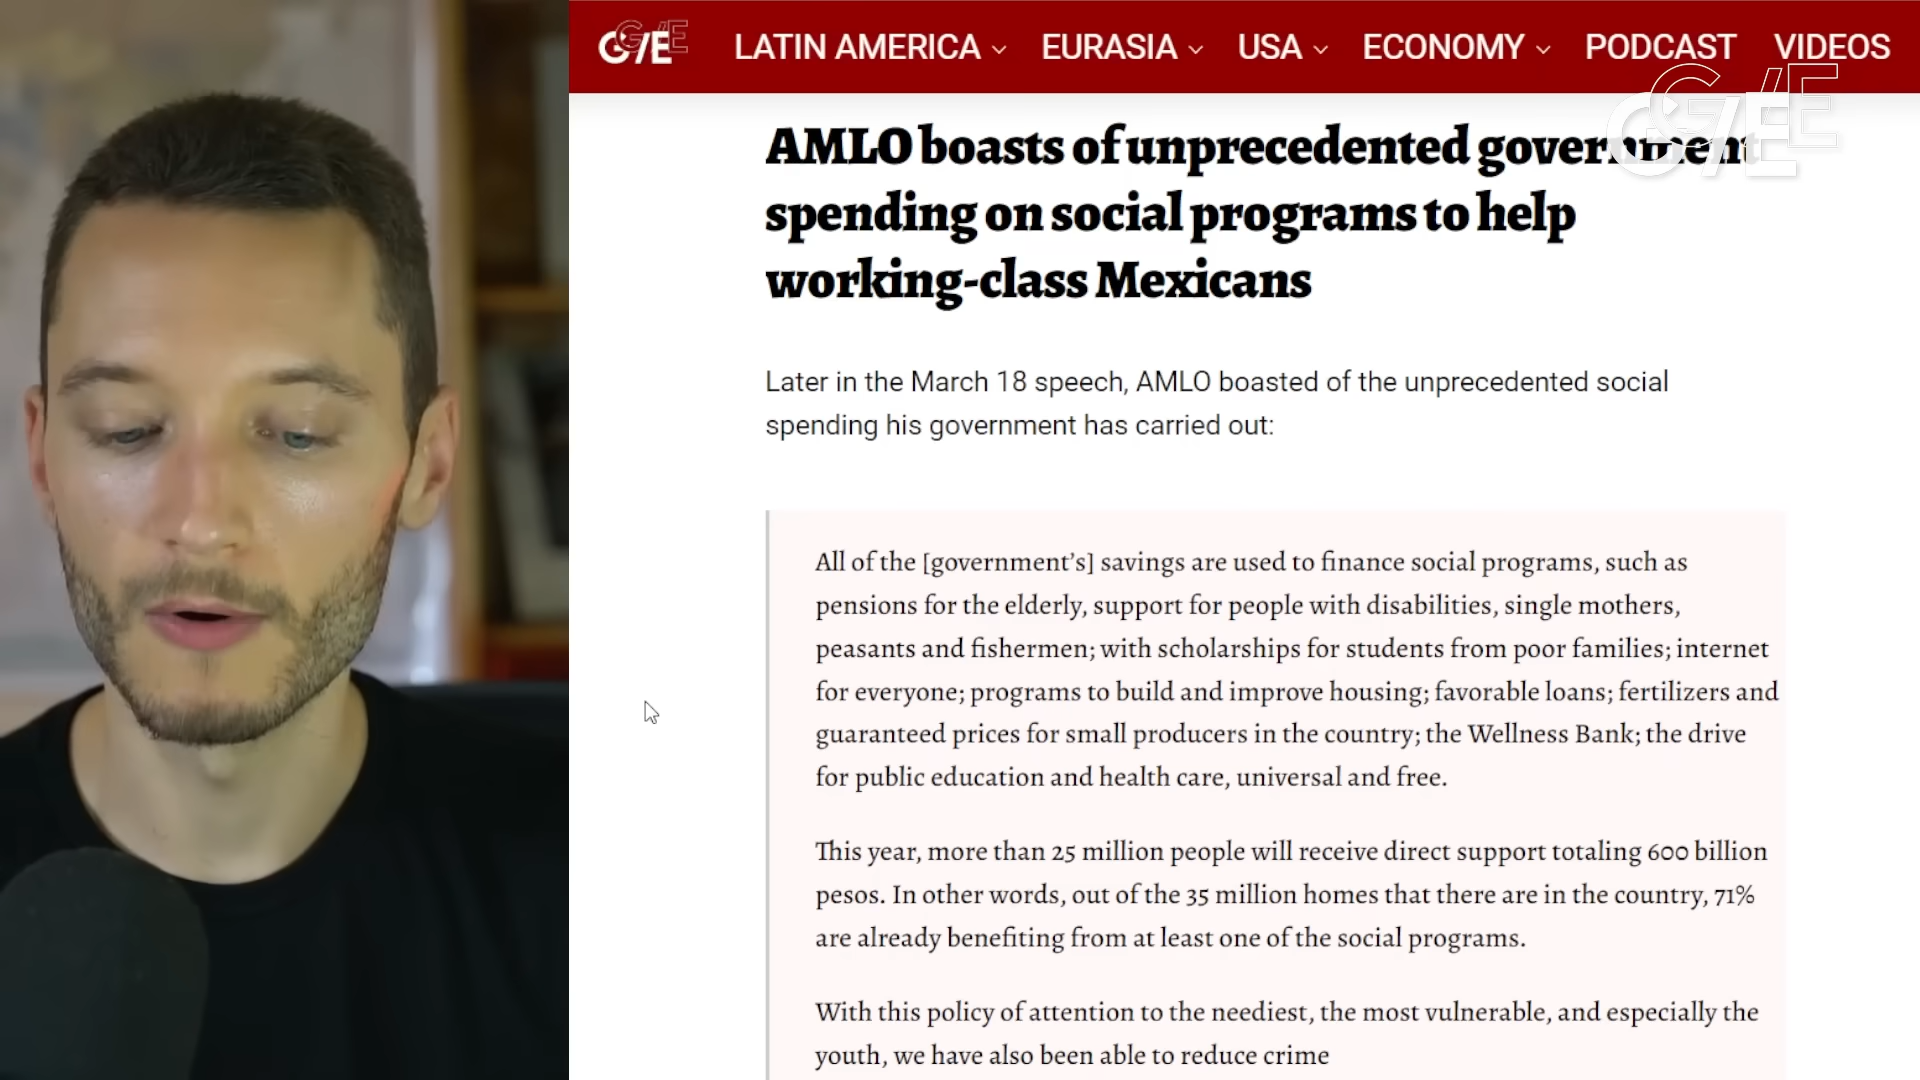 G/E LATIN AMERICA EURASIA USA ECONOMY PODCAST VIDEOS
G/E
AMLO boasts of unprecedented government
spending on social programs to help
working-class Mexicans
Later in the March 18 speech, AMLO boasted of the unprecedented social
spending his government has carried out:
All of the [government’s] savings are used to finance social programs, such as
pensions for the elderly, support for people with disabilities, single mothers,
peasants and fishermen; with scholarships for students from poor families; internet
for everyone; programs to build and improve housing; favorable loans; fertilizers and
guaranteed prices for small producers in the country; the Wellness Bank; the drive
for public education and health care, universal and free.
This year, more than 25 million people will receive direct support totaling 600 billion
pesos. In other words, out of the 35 million homes that there are in the country, 71%
are already benefiting from at least one of the social programs.
With this policy of attention to the neediest, the most vulnerable, and especially the
youth, we have also been able to reduce crime